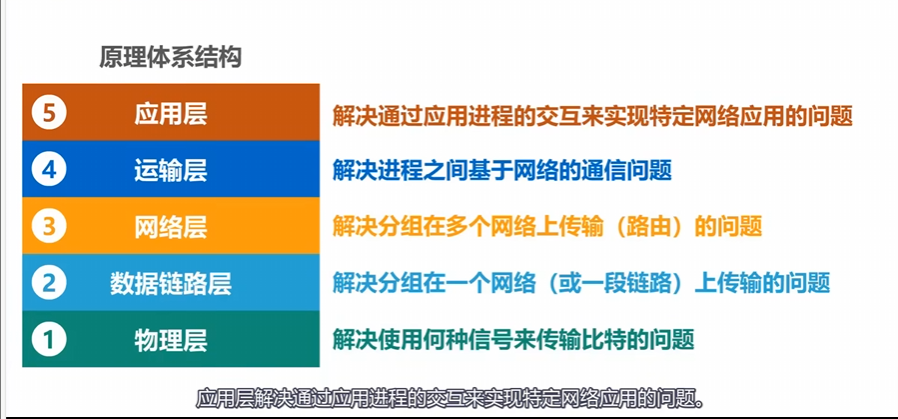 原理体系结构
5 应用层 解决通过应用进程的交互来实现特定网络应用的问题
4 运输层 解决进程之间基于网络的通信问题
3 网络层 解决分组在多个网络上传输（路由）的问题
2 数据链路层 解决分组在一个网络（或一段链路）上传输的问题
1 物理层 解决使用何种信号来传输比特的问题
应用层解决通过应用进程的交互来实现特定网络应用的问题。